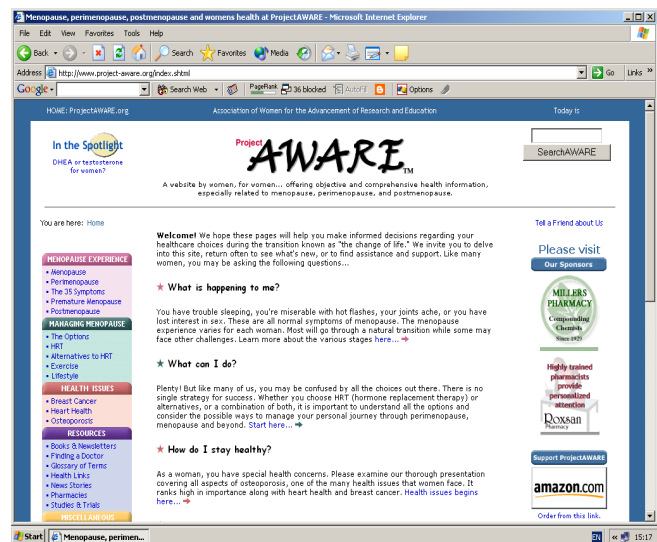 Menopause, perimenopause, postmenopause and womens health at ProjectAWARE - Microsoft Internet Explorer
File Edit View Favorites Tools Help
Back Search Favorites Media
Address http://www.project-aware.org/index.shtml Go Links »
Google Search Web PageRank 36 blocked AutoFill Options
HOME: ProjectAWARE.org Association of Women for the Advancement of Research and Education Today is
In the Spotlight
DHEA or testosterone
for women?
Project
AWARE TM
A website by women, for women... offering objective and comprehensive health information,
especially related to menopause, perimenopause, and postmenopause.
SearchAWARE
You are here: Home
Tell a Friend about Us
MENOPAUSE EXPERIENCE
• Menopause
• Perimenopause
• The 35 Symptoms
• Premature Menopause
• Postmenopause
MANAGING MENOPAUSE
• The Options
• HRT
• Alternatives to HRT
• Exercise
• Lifestyle
HEALTH ISSUES
• Breast Cancer
• Heart Health
• Osteoporosis
RESOURCES
• Books & Newsletters
• Finding a Doctor
• Glossary of Terms
• Health Links
• News Stories
• Pharmacies
• Studies & Trials
MISCELLANEOUS
Welcome! We hope these pages will help you make informed decisions regarding your
healthcare choices during the transition known as "the change of life." We invite you to delve
into this site, return often to see what's new, or to find assistance and support. Like many
women, you may be asking the following questions...
What is happening to me?
You have trouble sleeping, you're miserable with hot flashes, your joints ache, or you have
lost interest in sex. These are all normal symptoms of menopause. The menopause
experience varies for each woman. Most will go through a natural transition while some may
face other challenges. Learn more about the various stages here...
What can I do?
Plenty! But like many of us, you may be confused by all the choices out there. There is no
single strategy for success. Whether you choose HRT (hormone replacement therapy) or
alternatives, or a combination of both, it is important to understand all the options and
consider the possible ways to manage your personal journey through perimenopause,
menopause and beyond. Start here...
How do I stay healthy?
As a woman, you have special health concerns. Please examine our thorough presentation
covering all aspects of osteoporosis, one of the many health issues that women face. It
ranks high in importance along with heart health and breast cancer. Health issues begins
here...
Please visit
Our Sponsors
MILLERS
PHARMACY
Compounding
Chemists
Since 1929
Highly trained
pharmacists
provide
personalized
attention
Roxsan
Pharmacy
Support ProjectAWARE
amazon.com
Order from this link.
Start Menopause, perimen... EN « 15:17